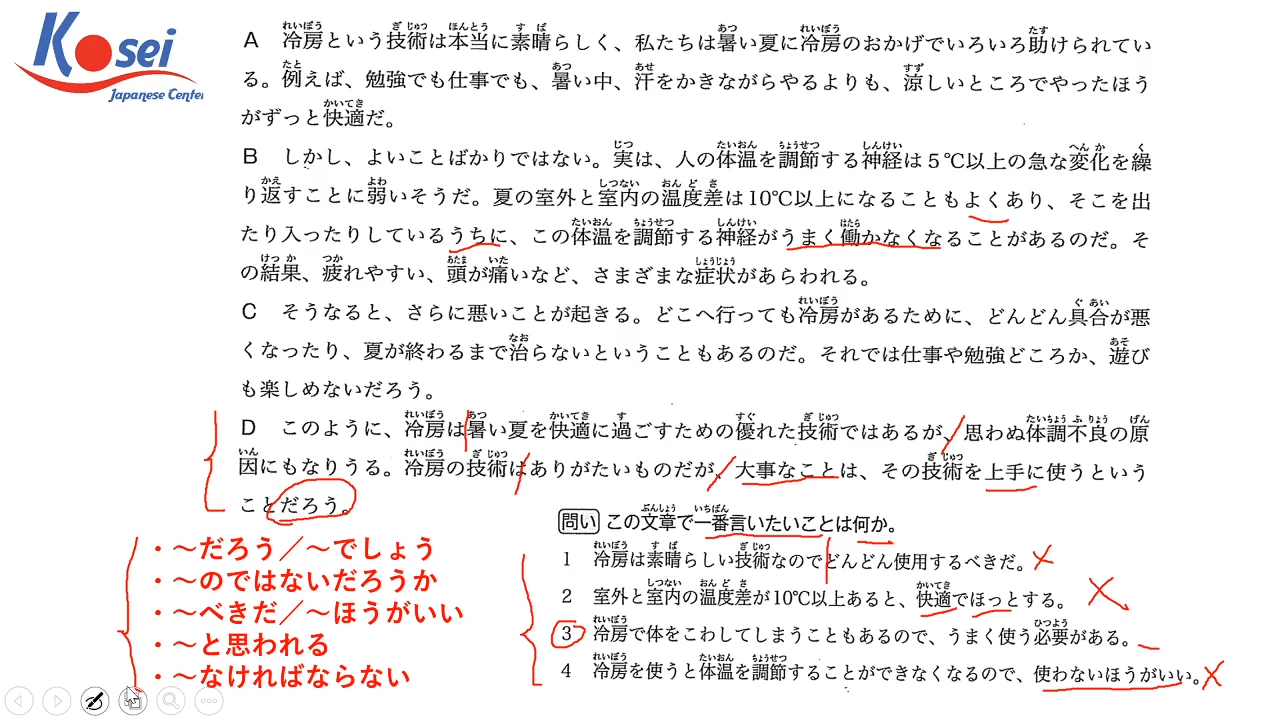 Kosei
Japanese Center
A 冷房という技術は本当に素晴らしく、私たちは暑い夏に冷房のおかげでいろいろ助けられてい
る。例えば、勉強でも仕事でも、暑い中、汗をかきながらやるよりも、涼しいところでやったほう
がずっと快適だ。
B しかし、よいことばかりではない。実は、人の体温を調節する神経は5℃以上の急な変化を繰
り返すことに弱いそうだ。夏の室外と室内の温度差は10℃以上になることもよくあり、そこを出
たり入ったりしているうちに、この体温を調節する神経がうまく働かなくなることがあるのだ。そ
の結果、疲れやすい、頭が痛いなど、さまざまな症状があらわれる。
C そうなると、さらに悪いことが起きる。どこへ行っても冷房があるために、どんどん具合が悪
くなったり、夏が終わるまで治らないということもあるのだ。それでは仕事や勉強どころか、遊び
も楽しめないだろう。
D このように、冷房は暑い夏を快適に過ごすための優れた技術ではあるが、思わぬ体調不良の原
因にもなりうる。冷房の技術はありがたいものだが、大事なことは、その技術を上手に使うという
ことだろう。
問い この文章で一番言いたいことは何か。
1 冷房は素晴らしい技術なのでどんどん使用するべきだ。
2 室外と室内の温度差が10℃以上あると、快適でほっとする。
3 冷房で体をこわしてしまうこともあるので、うまく使う必要がある。
4 冷房を使うと体温を調節することができなくなるので、使わないほうがいい。
・～だろう／～でしょう
・～のではないだろうか
・～べきだ／～ほうがいい
・～と思われる
・～なければならない